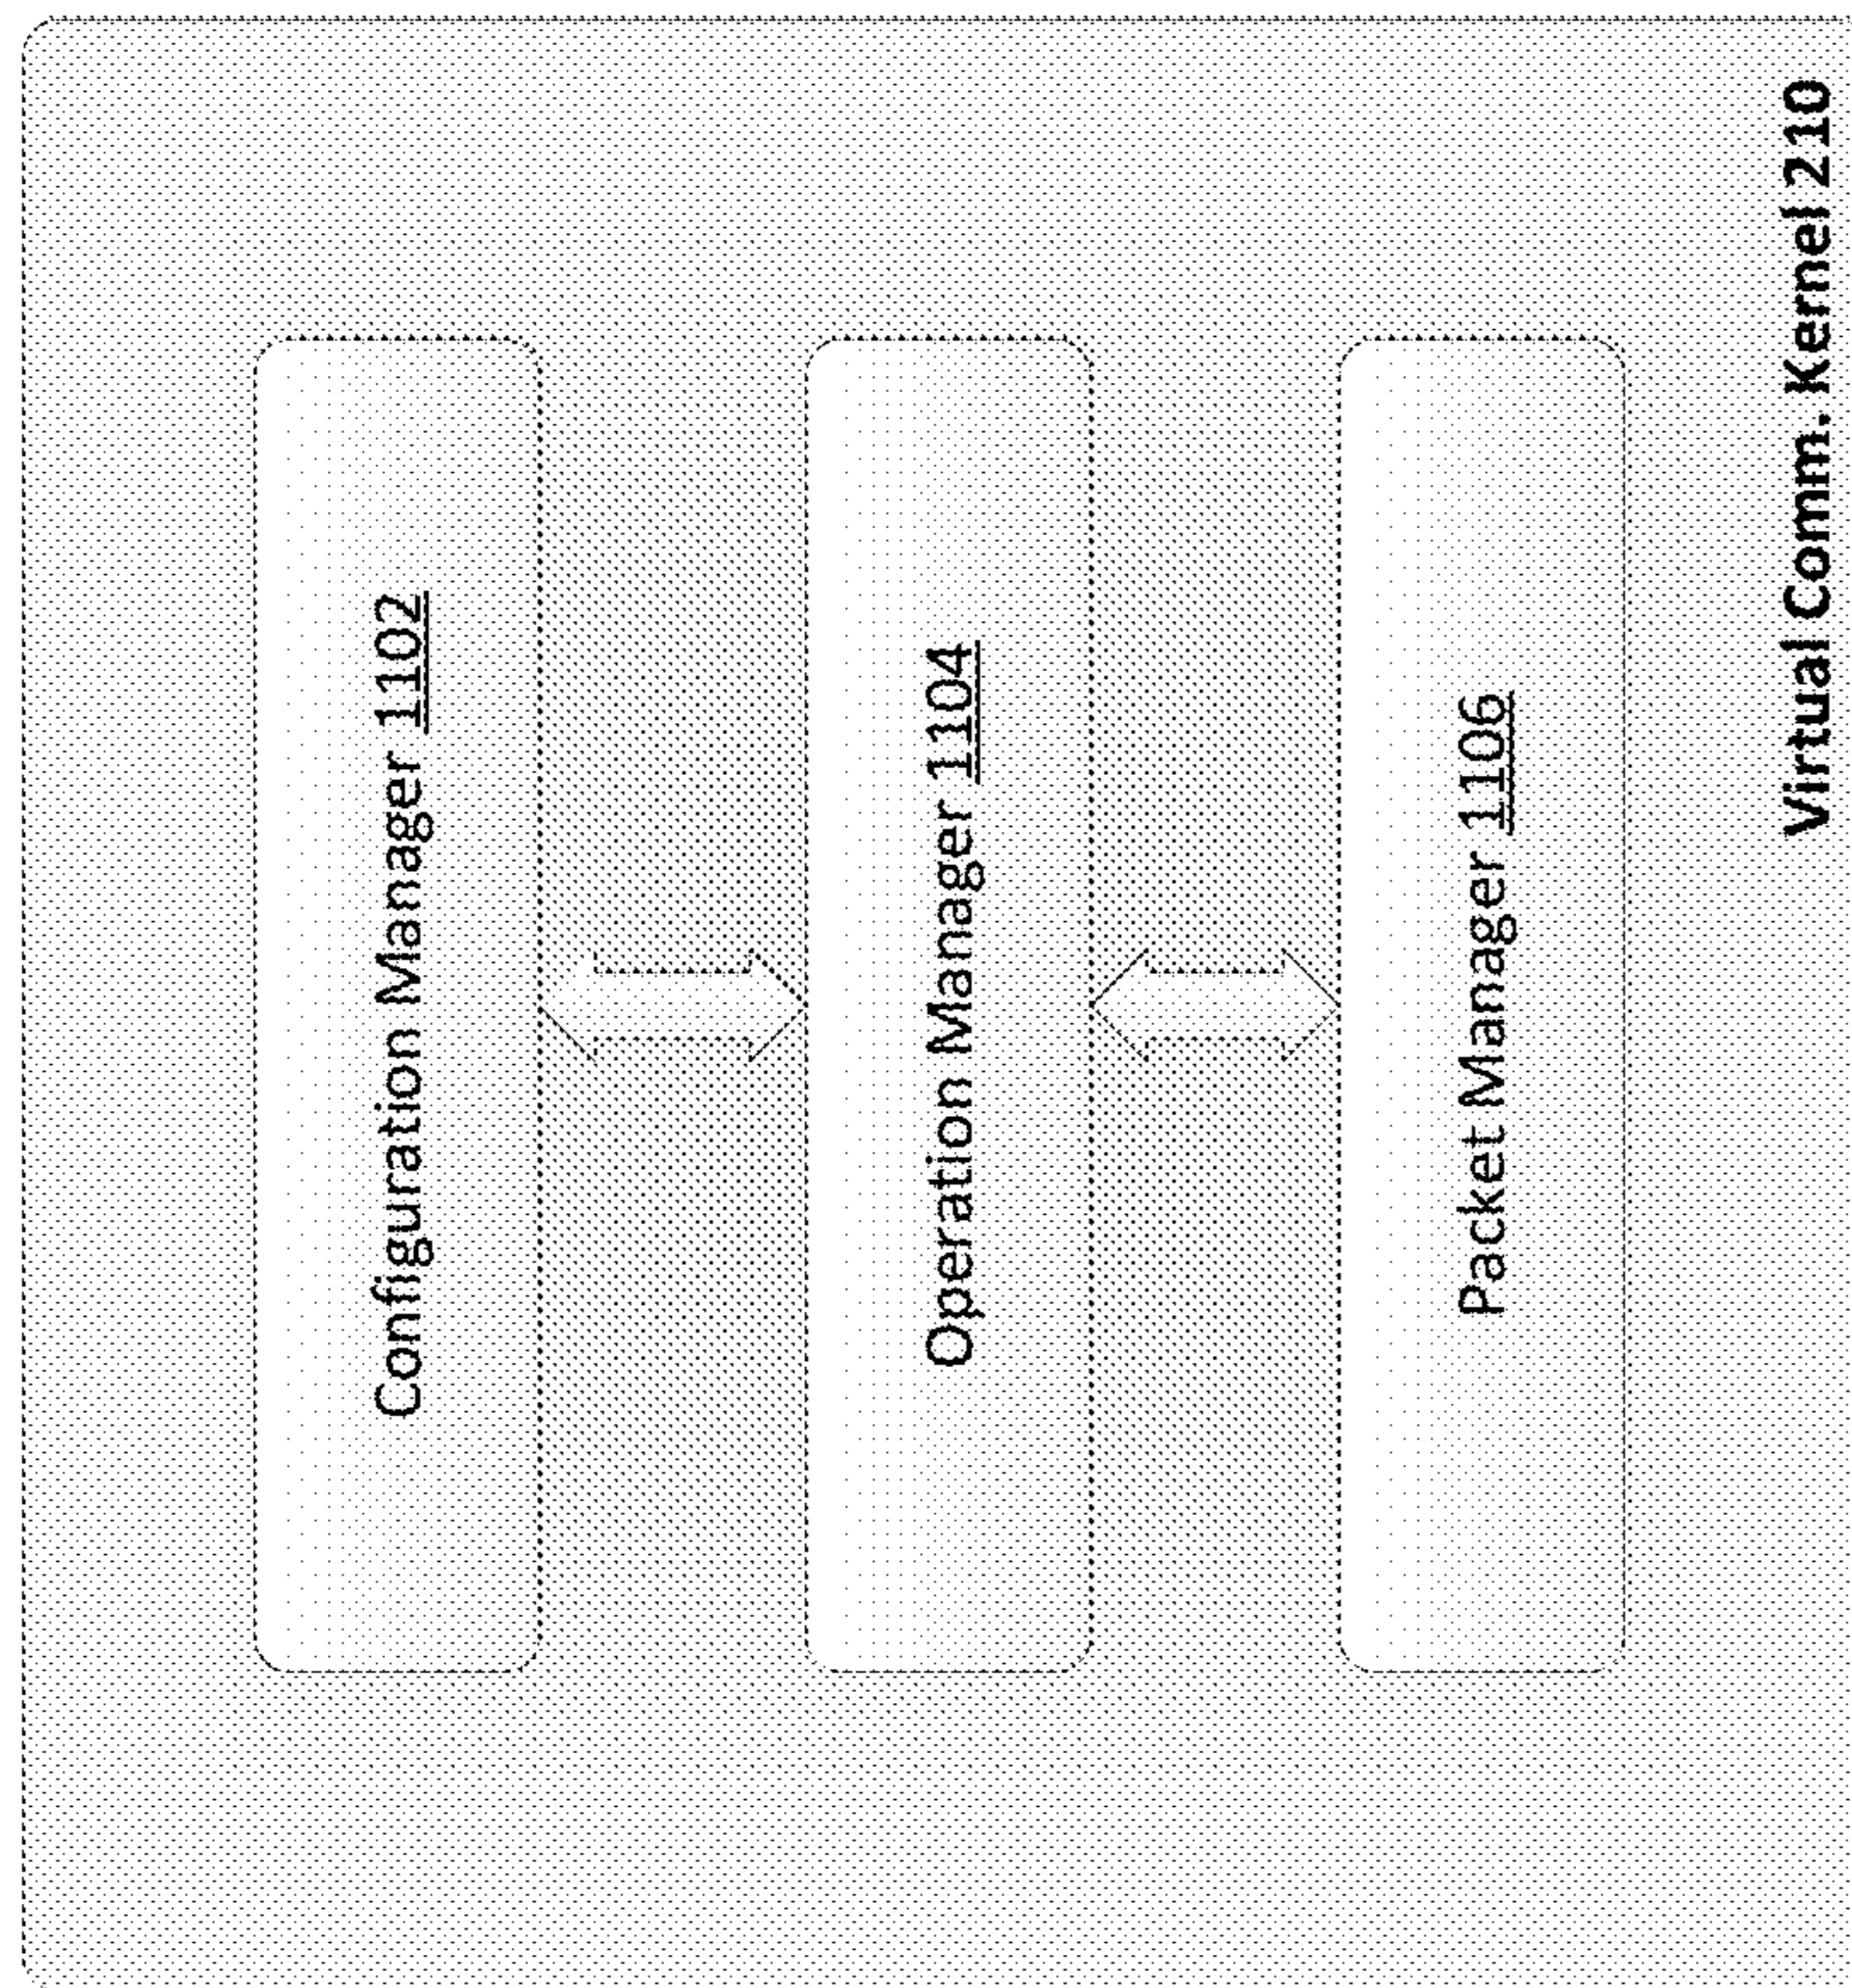 Configuration Manager 1102
Operation Manager 1104
Packet Manager 1106
Virtual Comm. Kernel 210